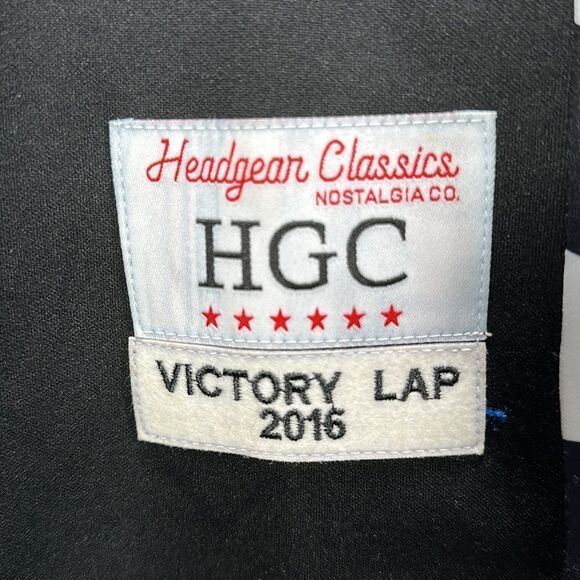 Headgear Classics
NOSTALGIA CO.
HGC
VICTORY LAP
2016